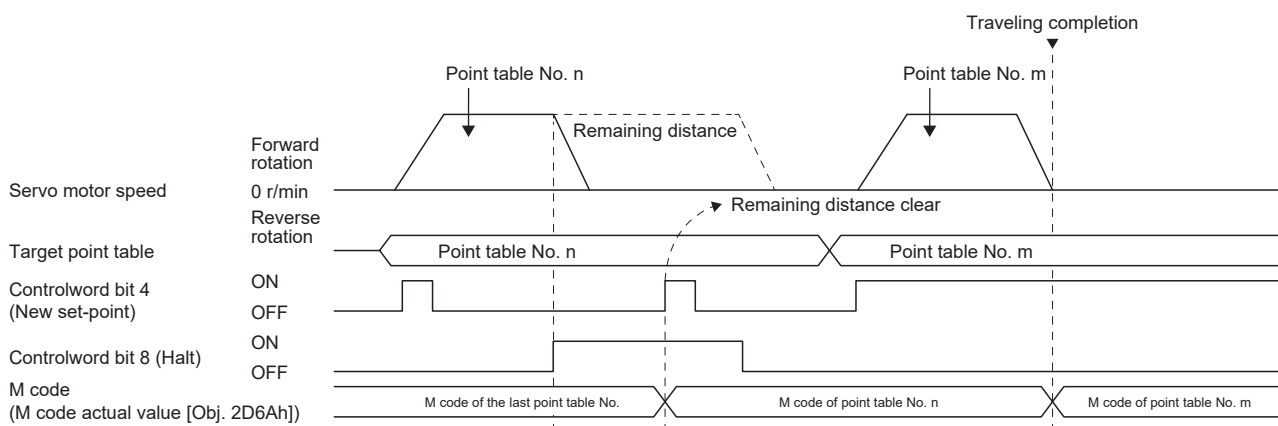 Traveling completion
Point table No. n
Point table No. m
Remaining distance
Forward
rotation
Servo motor speed
0 r/min
Remaining distance clear
Reverse
rotation
Target point table
Point table No. n
Point table No. m
Controlword bit 4
(New set-point)
ON
OFF
Controlword bit 8 (Halt)
ON
OFF
M code
(M code actual value [Obj. 2D6Ah])
M code of the last point table No.
M code of point table No. n
M code of point table No. m